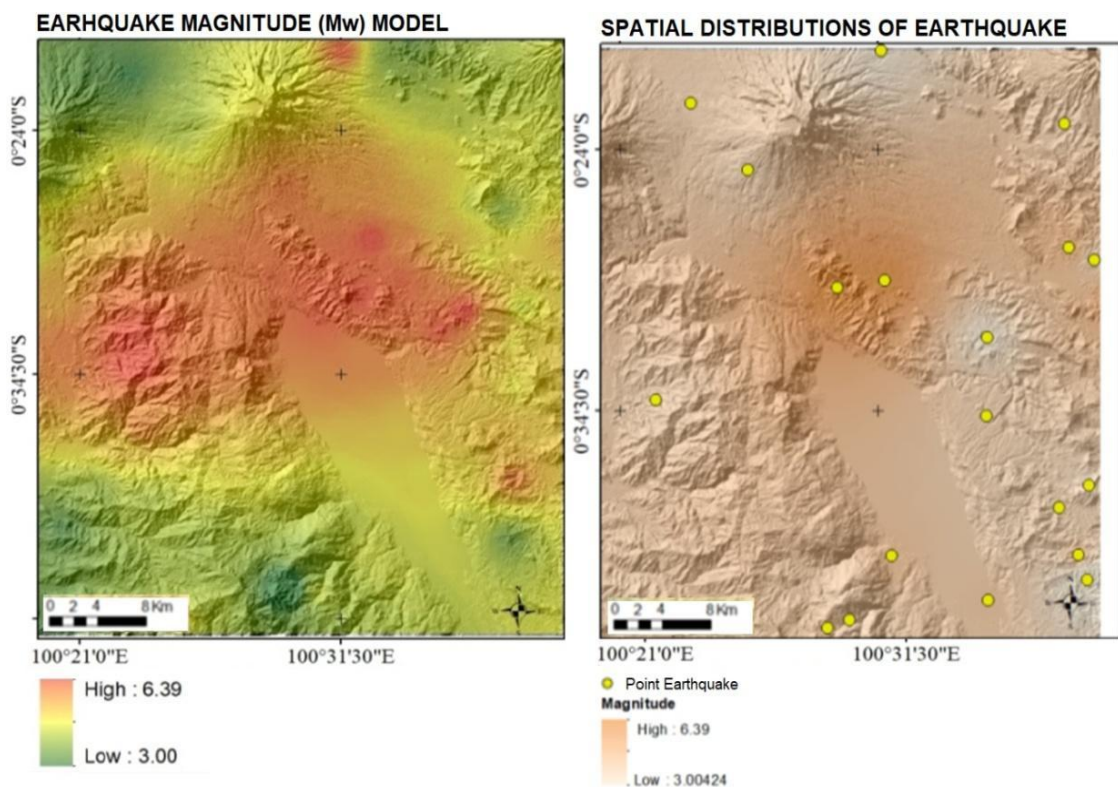 EARHQUAKE MAGNITUDE (Mw) MODEL
0°24'0"S
0°34'30"S
0 2 4 8 Km
100°21'0"E 100°31'30"E
High : 6.39
Low : 3.00
SPATIAL DISTRIBUTIONS OF EARTHQUAKE
0°24'0"S
0°34'30"S
0 2 4 8 Km
100°21'0"E 100°31'30"E
Point Earthquake
Magnitude
High : 6.39
Low : 3.00424